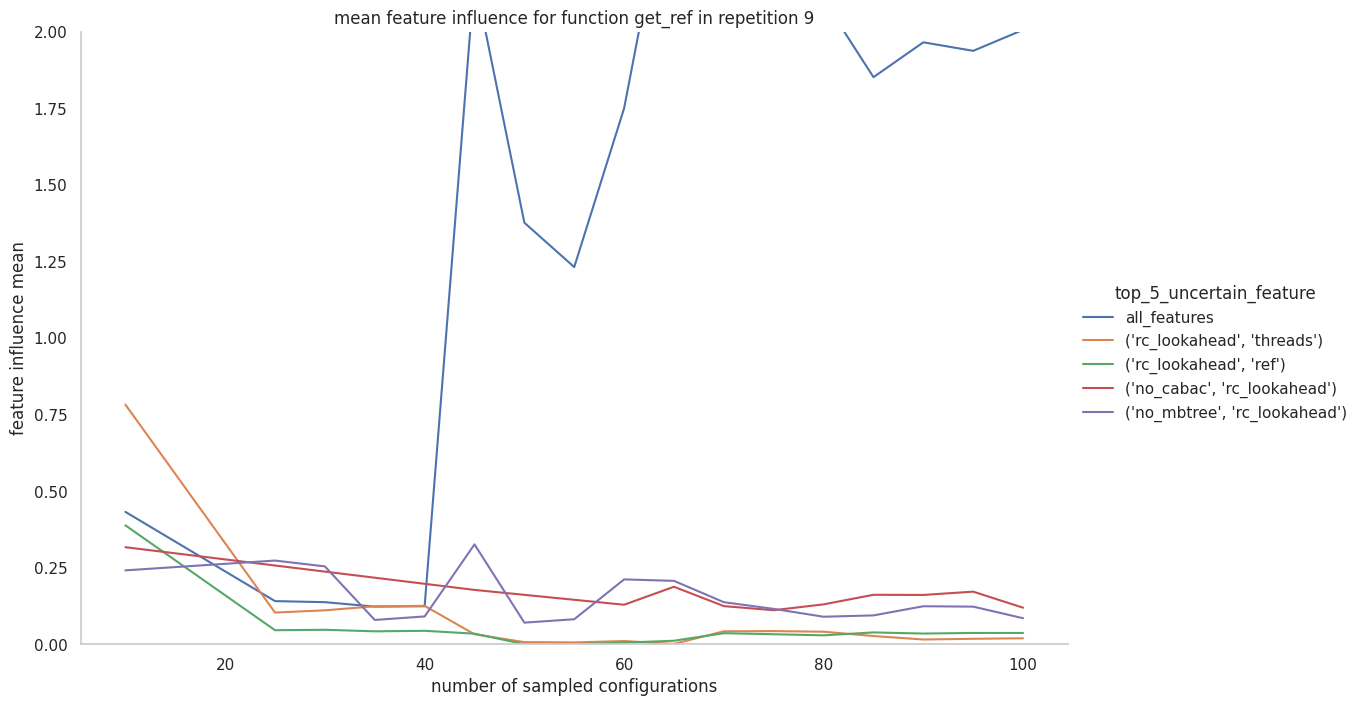 mean feature influence for function get_ref in repetition 9
2.00
1.75
1.50
1.25
1.00
0.75
0.50
0.25
0.00
feature influence mean
20
40
60
80
100
number of sampled configurations
top_5_uncertain_feature
all_features
('rc_lookahead', 'threads')
('rc_lookahead', 'ref')
('no_cabac', 'rc_lookahead')
('no_mbtree', 'rc_lookahead')